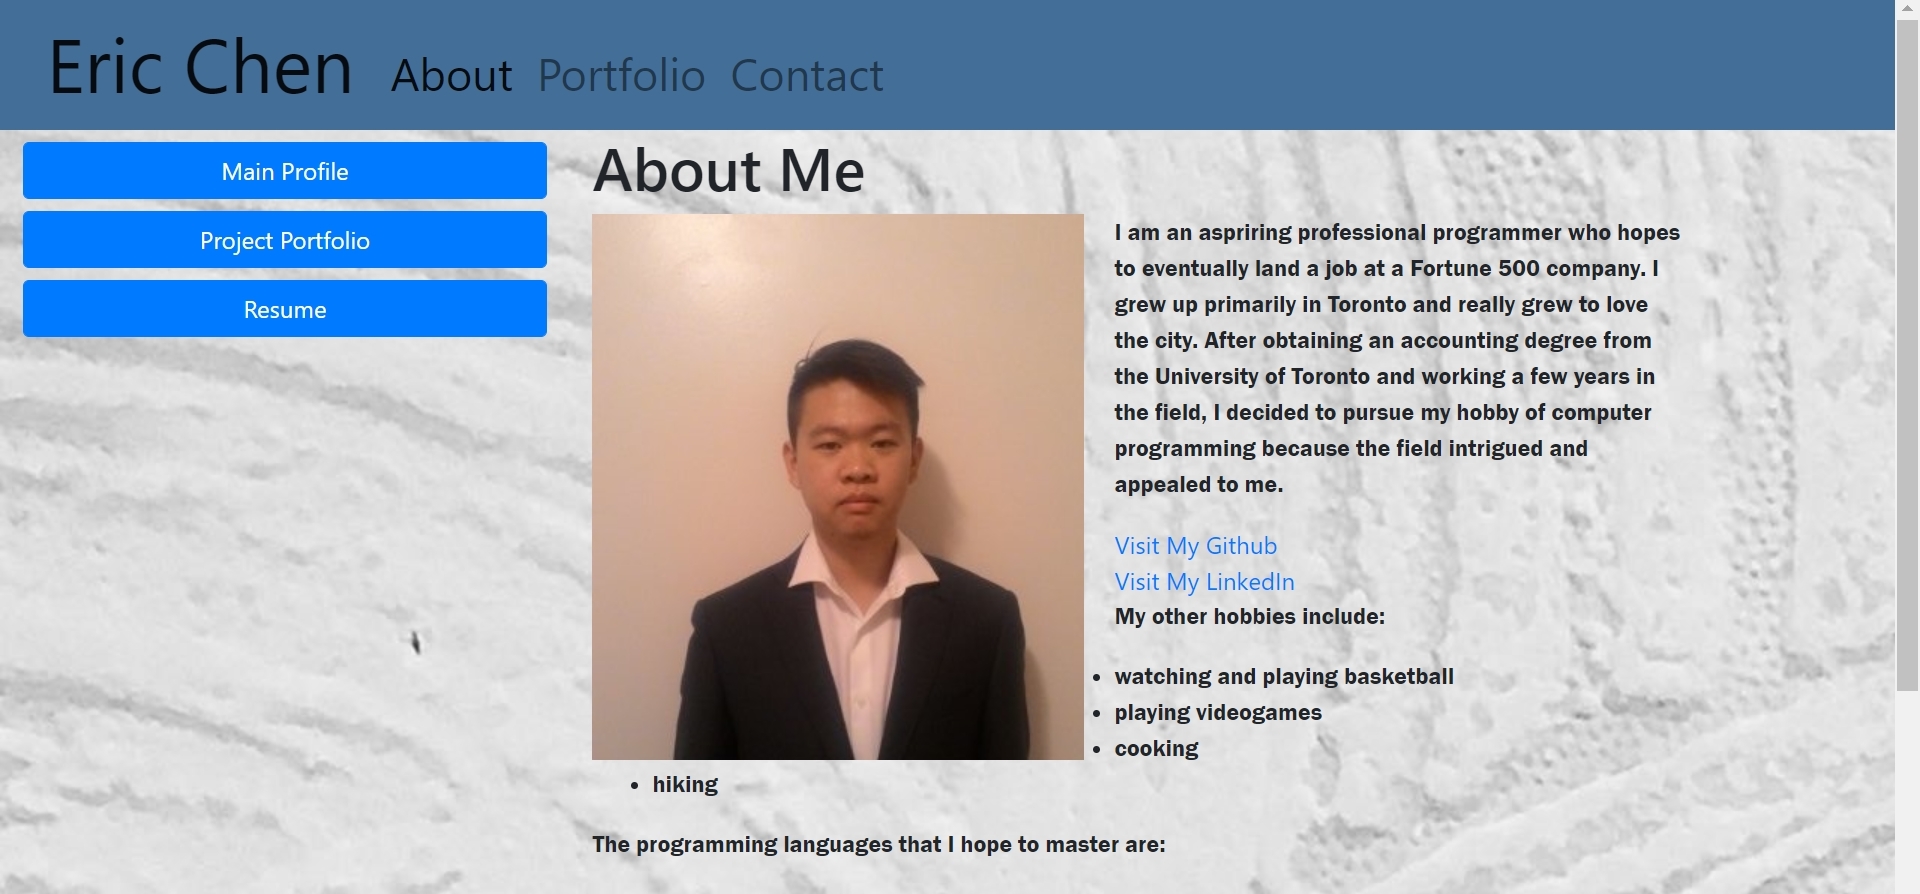 Eric Chen About Portfolio Contact
Main Profile
Project Portfolio
Resume
About Me
I am an aspriring professional programmer who hopes
to eventually land a job at a Fortune 500 company. I
grew up primarily in Toronto and really grew to love
the city. After obtaining an accounting degree from
the University of Toronto and working a few years in
the field, I decided to pursue my hobby of computer
programming because the field intrigued and
appealed to me.
Visit My Github
Visit My LinkedIn
My other hobbies include:
• watching and playing basketball
• playing videogames
• cooking
• hiking
The programming languages that I hope to master are: